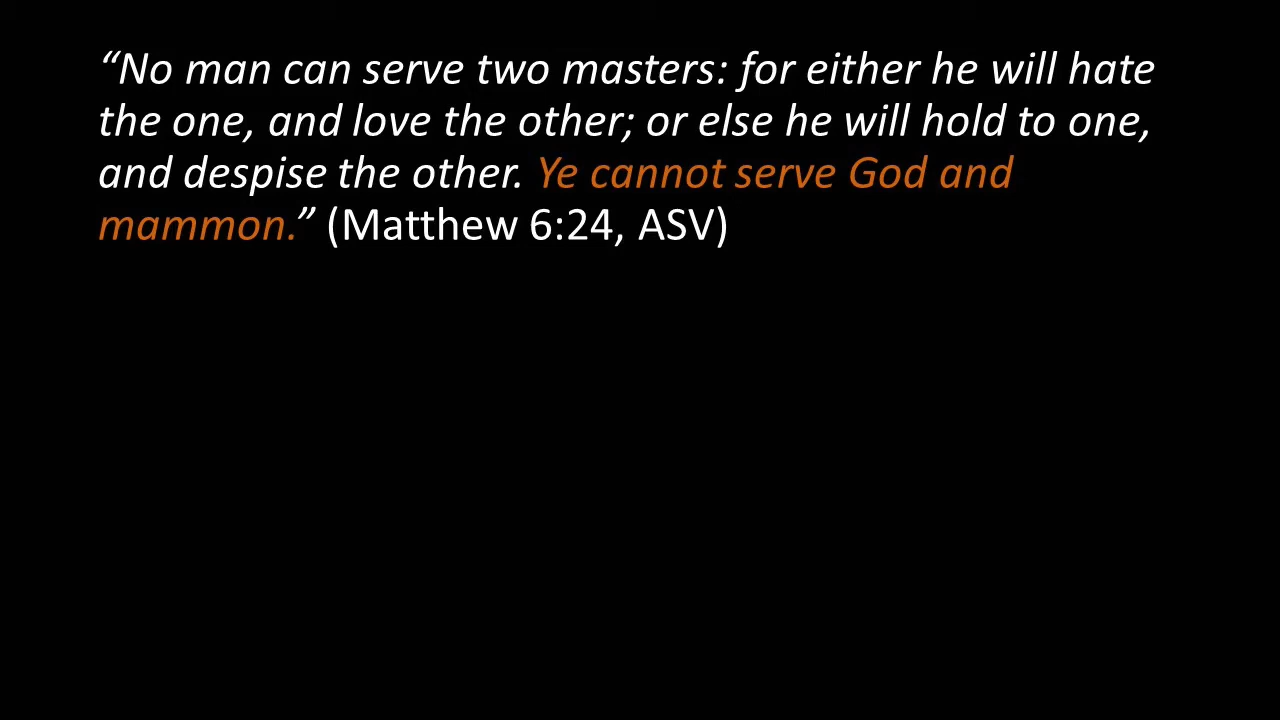 “No man can serve two masters: for either he will hate
the one, and love the other; or else he will hold to one,
and despise the other. Ye cannot serve God and
mammon.” (Matthew 6:24, ASV)